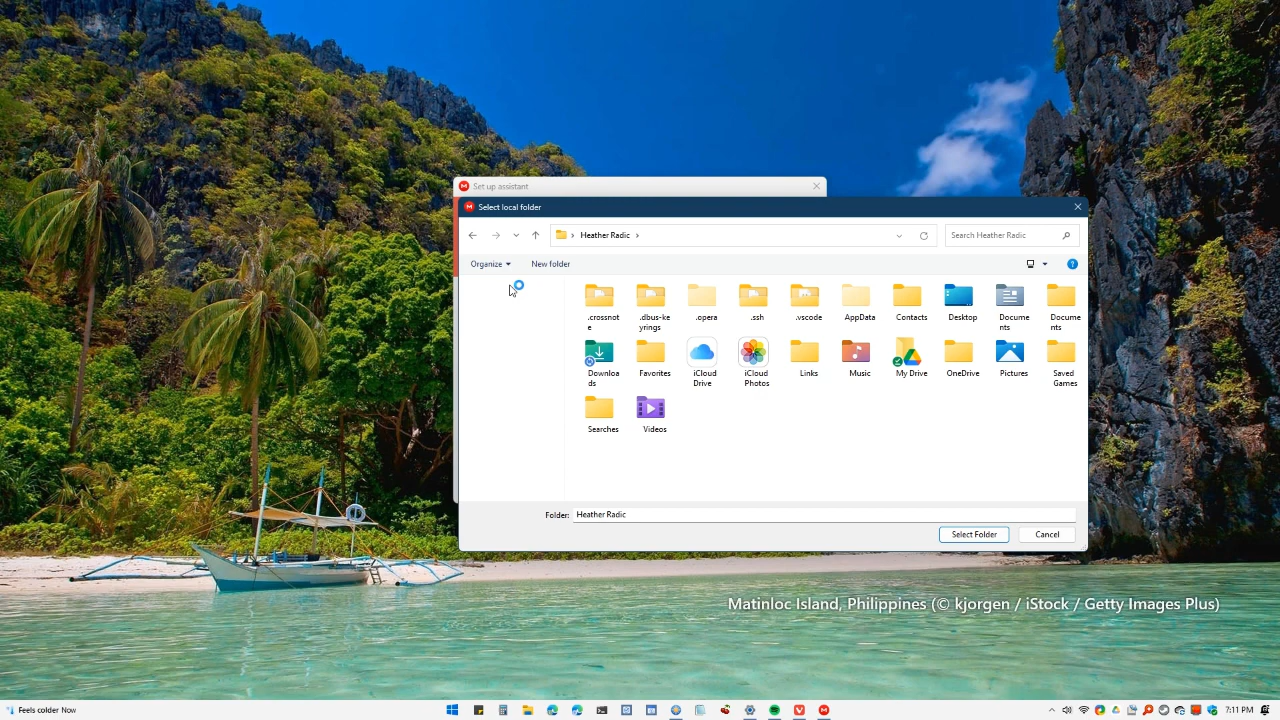 Set up assistant
Select local folder
Heather Radic
Search Heather Radic
Organize
New folder
.crossnot
e
.dbus-ke
yrings
.opera
.ssh
.vscode
AppData
Contacts
Desktop
Docume
nts
Docume
nts
Downloa
ds
Favorites
iCloud
Drive
iCloud
Photos
Links
Music
My Drive
OneDrive
Pictures
Saved
Games
Searches
Videos
Folder:
Heather Radic
Select Folder
Cancel
Matinloc Island, Philippines (© kjorgen / iStock / Getty Images Plus)
Feels colder Now
7:11 PM